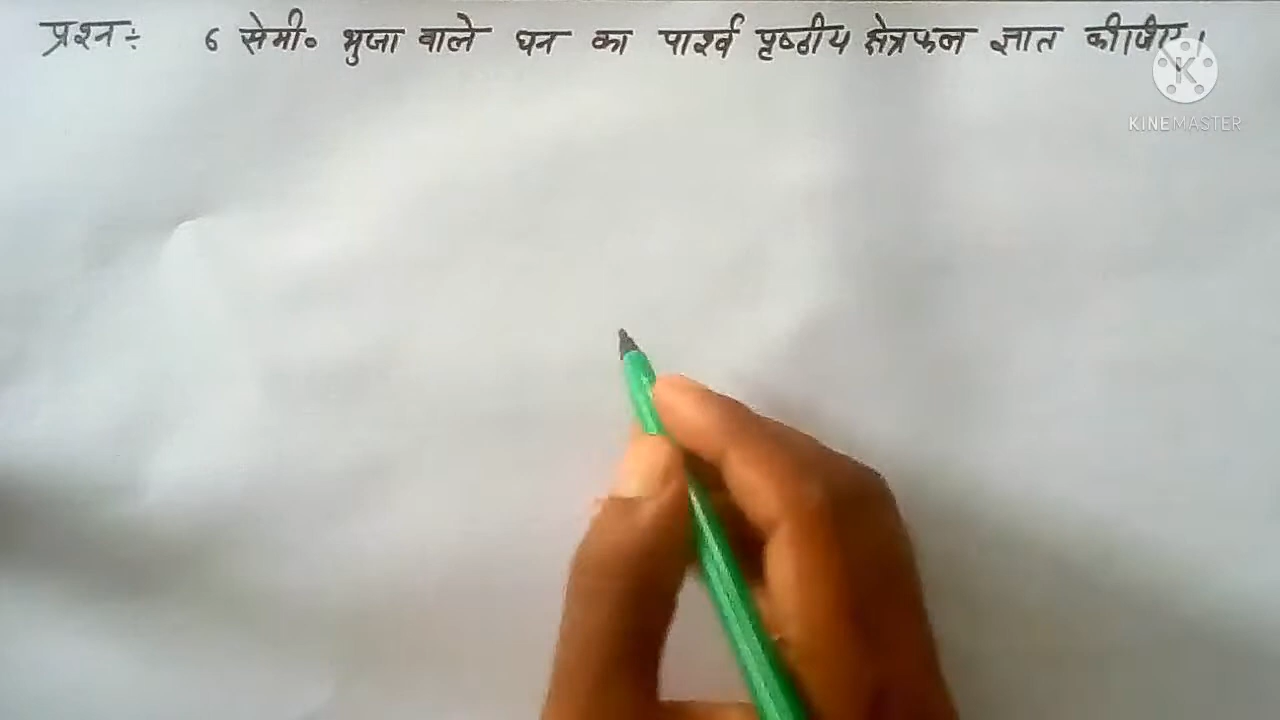 प्रश्न÷ 6 सेमी० भुजा वाले घन का पार्श्व पृष्ठीय क्षेत्रफल ज्ञात कीजिए।
K
KINEMASTER